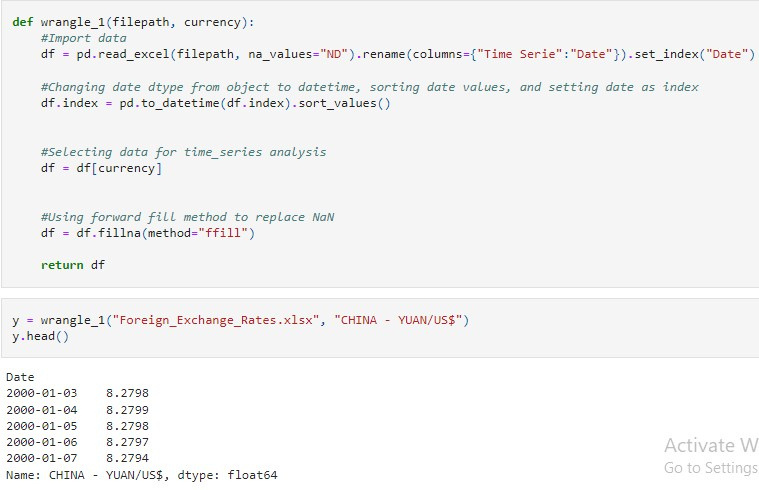 def wrangle_1(filepath, currency):
    #Import data
    df = pd.read_excel(filepath, na_values="ND").rename(columns={"Time Serie":"Date"}).set_index("Date")
    #Changing date dtype from object to datetime, sorting date values, and setting date as index
    df.index = pd.to_datetime(df.index).sort_values()
    #Selecting data for time_series analysis
    df = df[currency]
    #Using forward fill method to replace NaN
    df = df.fillna(method="ffill")
    return df
y = wrangle_1("Foreign_Exchange_Rates.xlsx", "CHINA - YUAN/US$")
y.head()
Date
2000-01-03    8.2798
2000-01-04    8.2799
2000-01-05    8.2798
2000-01-06    8.2797
2000-01-07    8.2794
Name: CHINA - YUAN/US$, dtype: float64
Activate W
Go to Settings